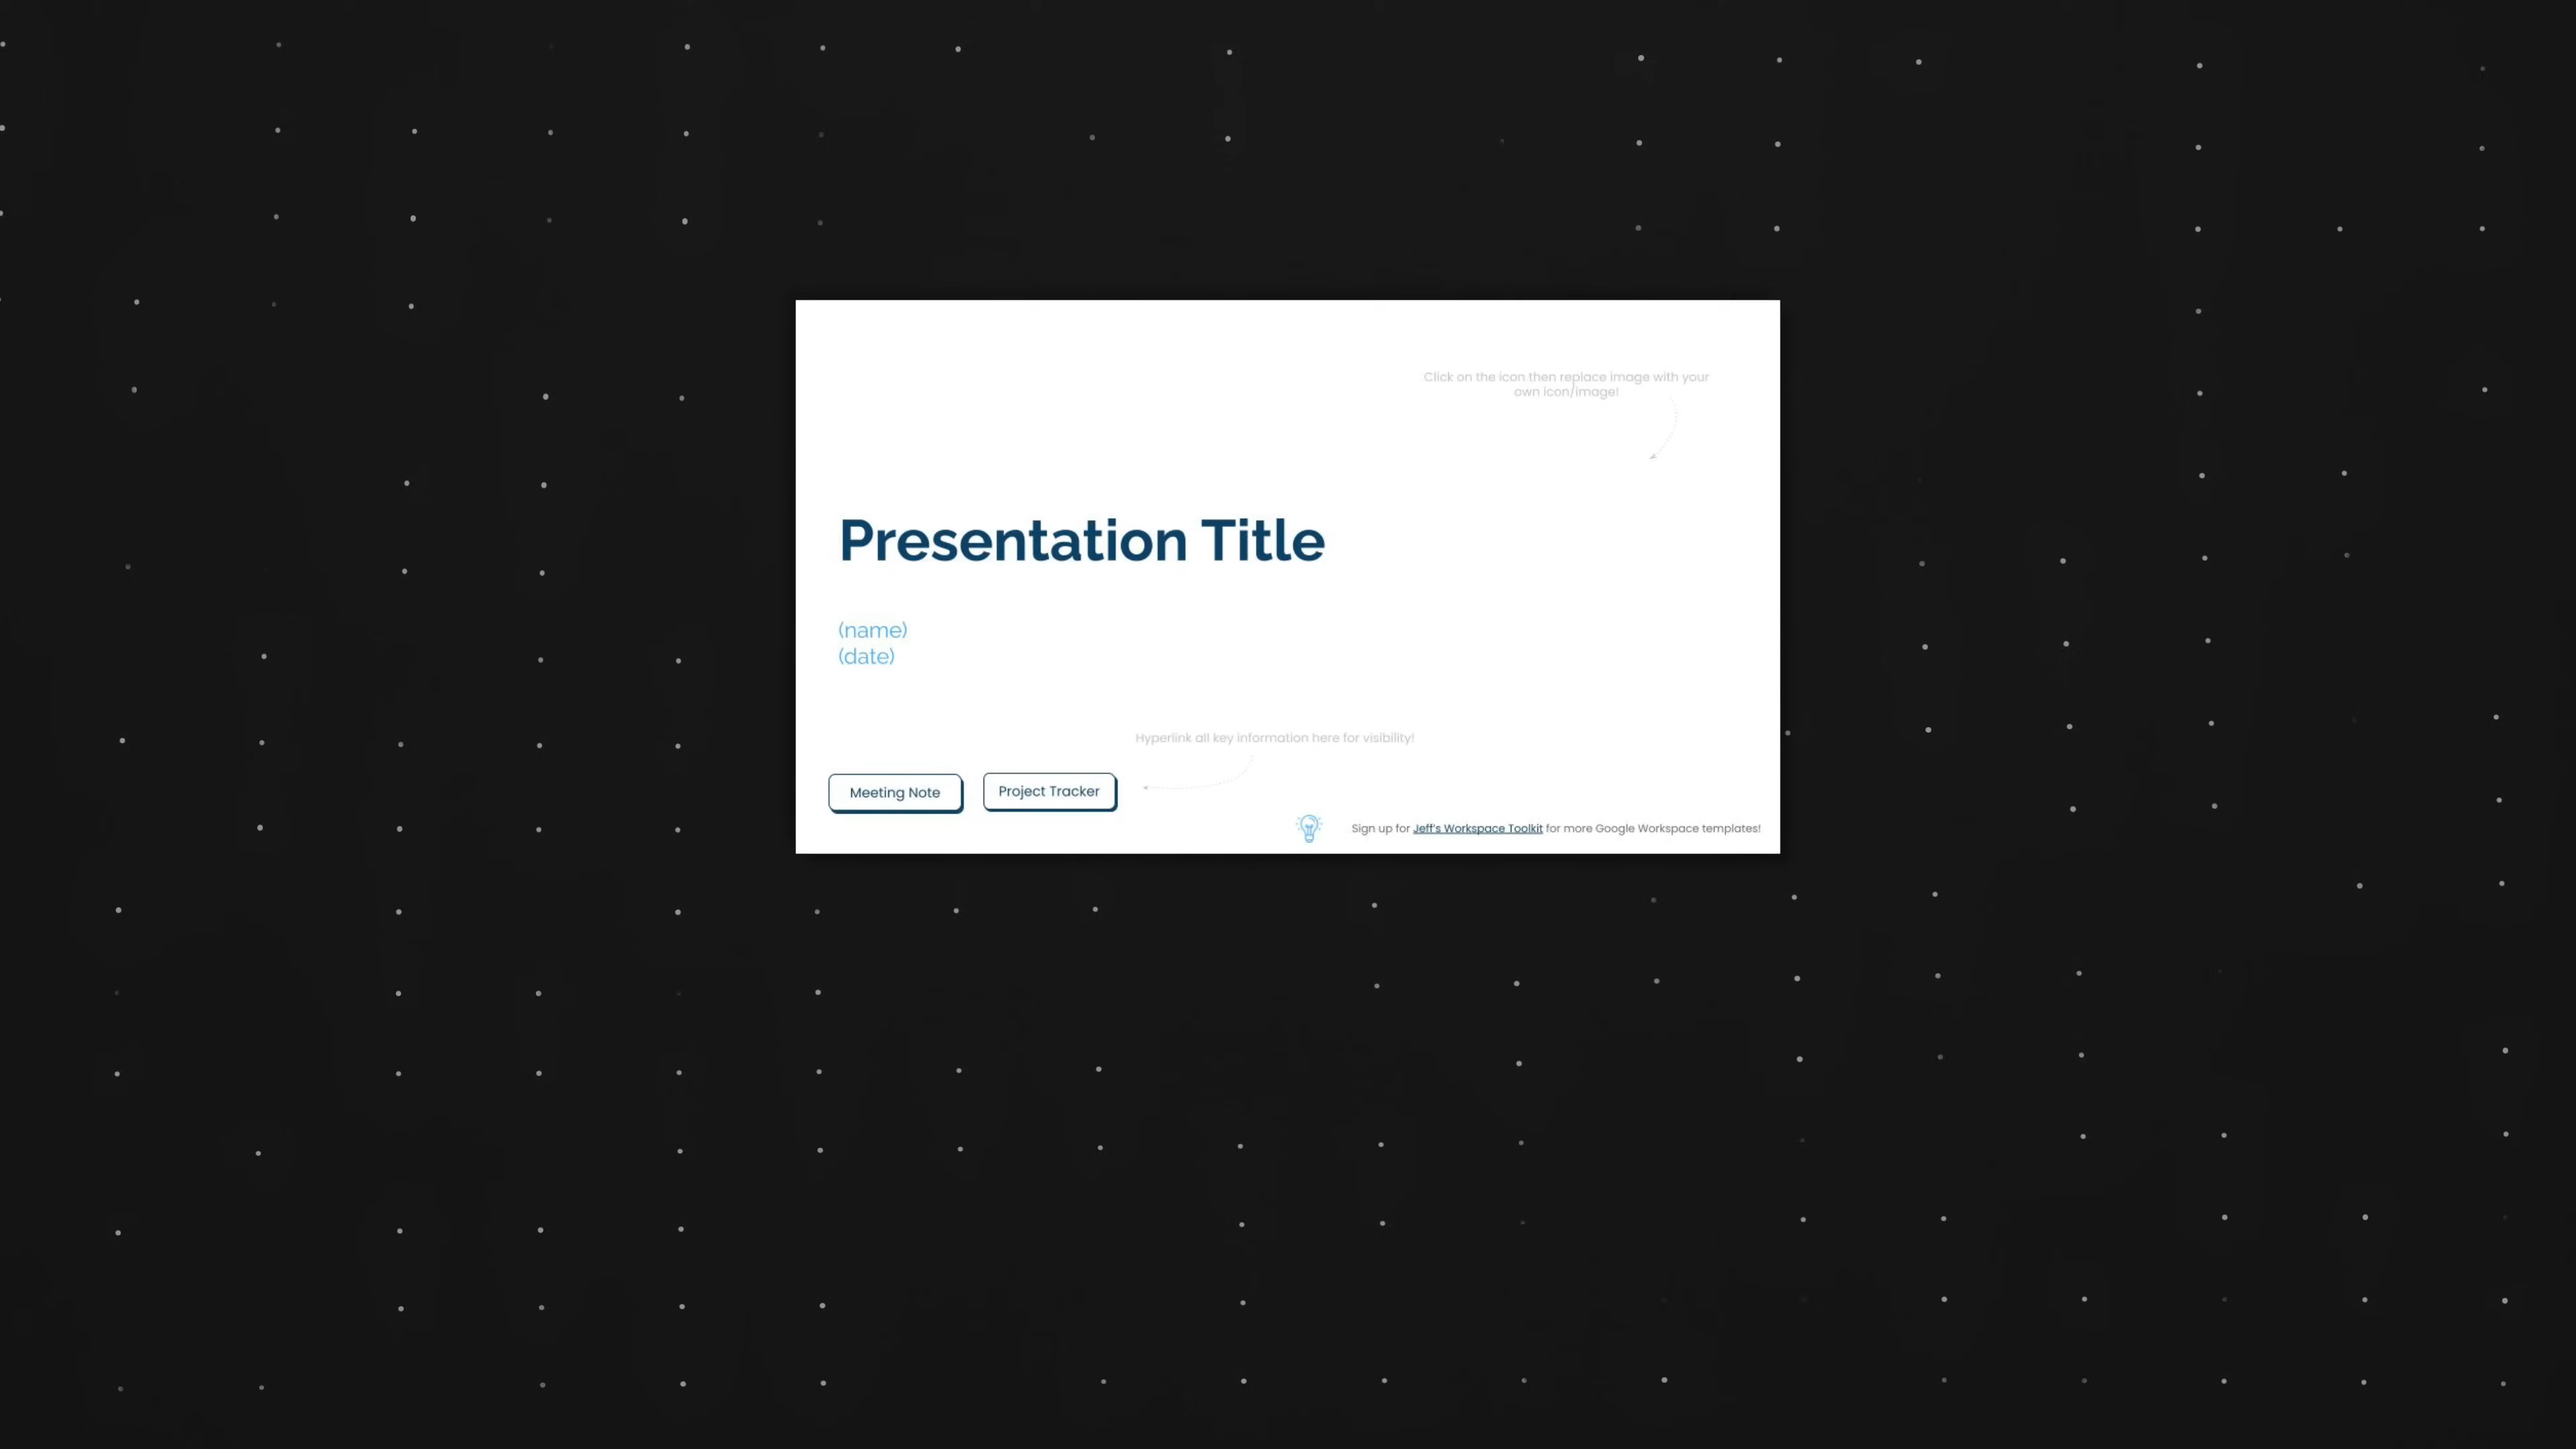 Click on the icon then replace image with your
own icon/image!
Presentation Title
(name)
(date)
Hyperlink all key information here for visibility!
Meeting Note
Project Tracker
Sign up for Jeff's Workspace Toolkit for more Google Workspace templates!